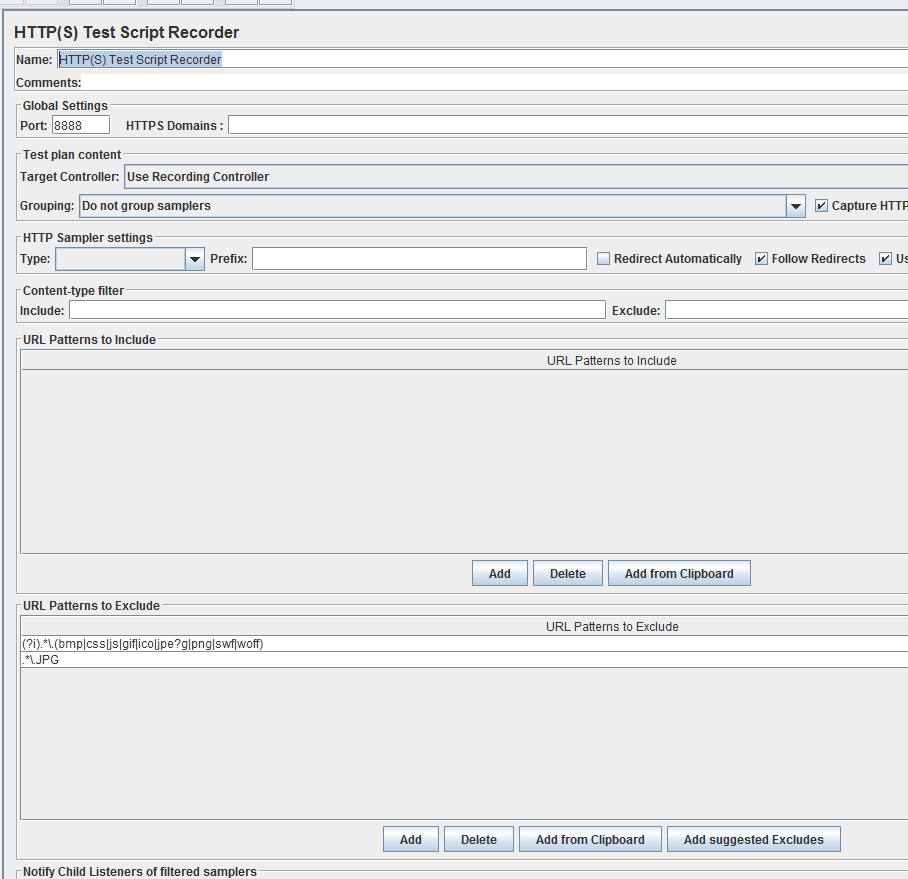 HTTP(S) Test Script Recorder
Name: HTTP(S) Test Script Recorder
Comments:
Global Settings
Port: 8888 HTTPS Domains :
Test plan content
Target Controller: Use Recording Controller
Grouping: Do not group samplers Capture HTTP
HTTP Sampler settings
Type: Prefix: Redirect Automatically Follow Redirects Us
Content-type filter
Include: Exclude:
URL Patterns to Include
URL Patterns to Include
Add Delete Add from Clipboard
URL Patterns to Exclude
URL Patterns to Exclude
(?i).*\.(bmp|css|js|gif|ico|jpe?g|png|swf|woff)
.*\.JPG
Add Delete Add from Clipboard Add suggested Excludes
Notify Child Listeners of filtered samplers